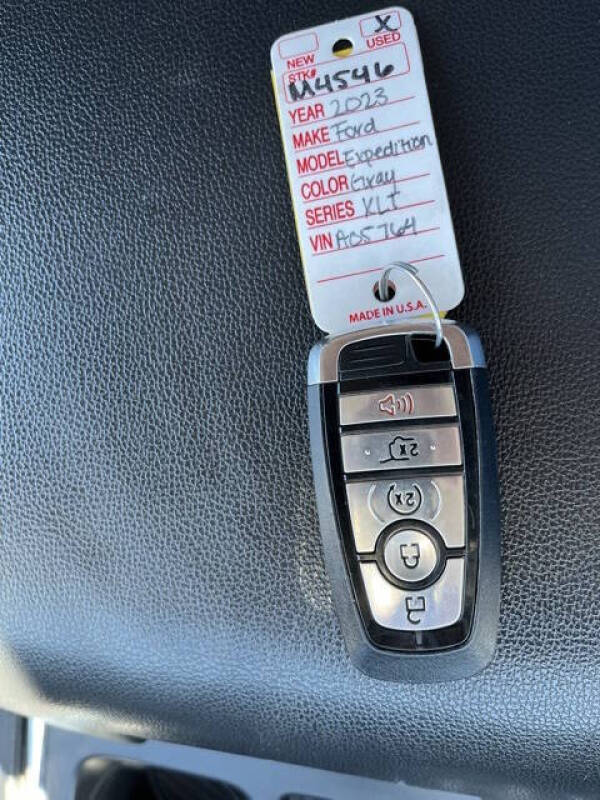 X
NEW USED
STK# M4546
YEAR 2023
MAKE Ford
MODEL Expedition
COLOR Gray
SERIES XLT
VIN A05764
MADE IN U.S.A.
2X
2X